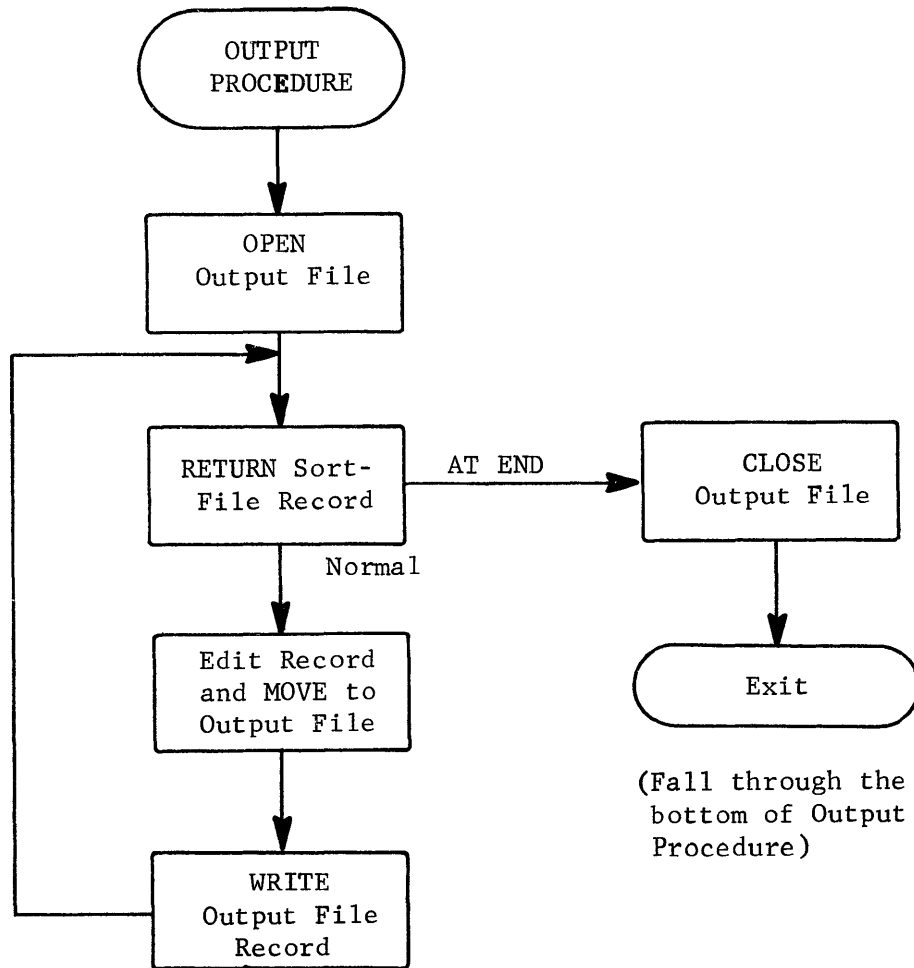 OUTPUT
PROCEDURE
OPEN
Output File
RETURN Sort-
File Record
AT END
CLOSE
Output File
Normal
Edit Record
and MOVE to
Output File
Exit
(Fall through the
bottom of Output
Procedure)
WRITE
Output File
Record